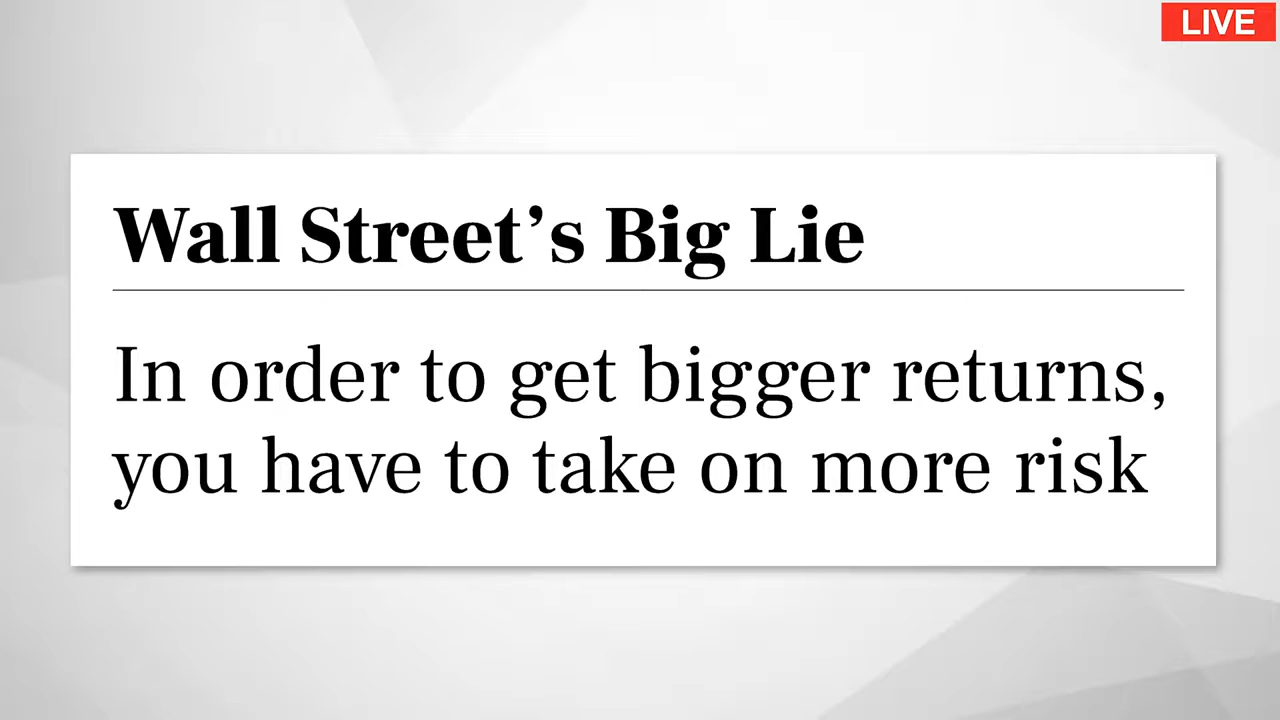 LIVE
Wall Street’s Big Lie
In order to get bigger returns,
you have to take on more risk